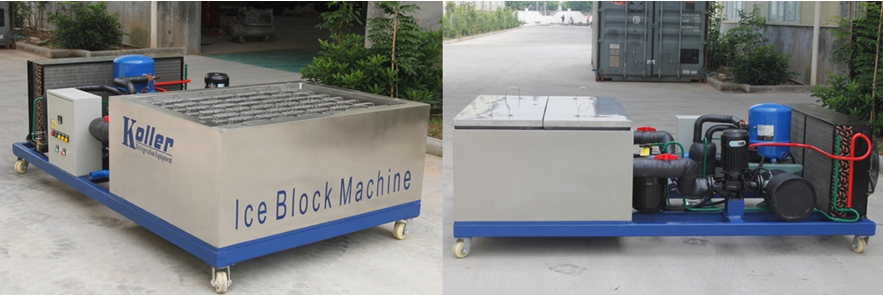 Koller
Refrigeration Equipment
Ice Block Machine